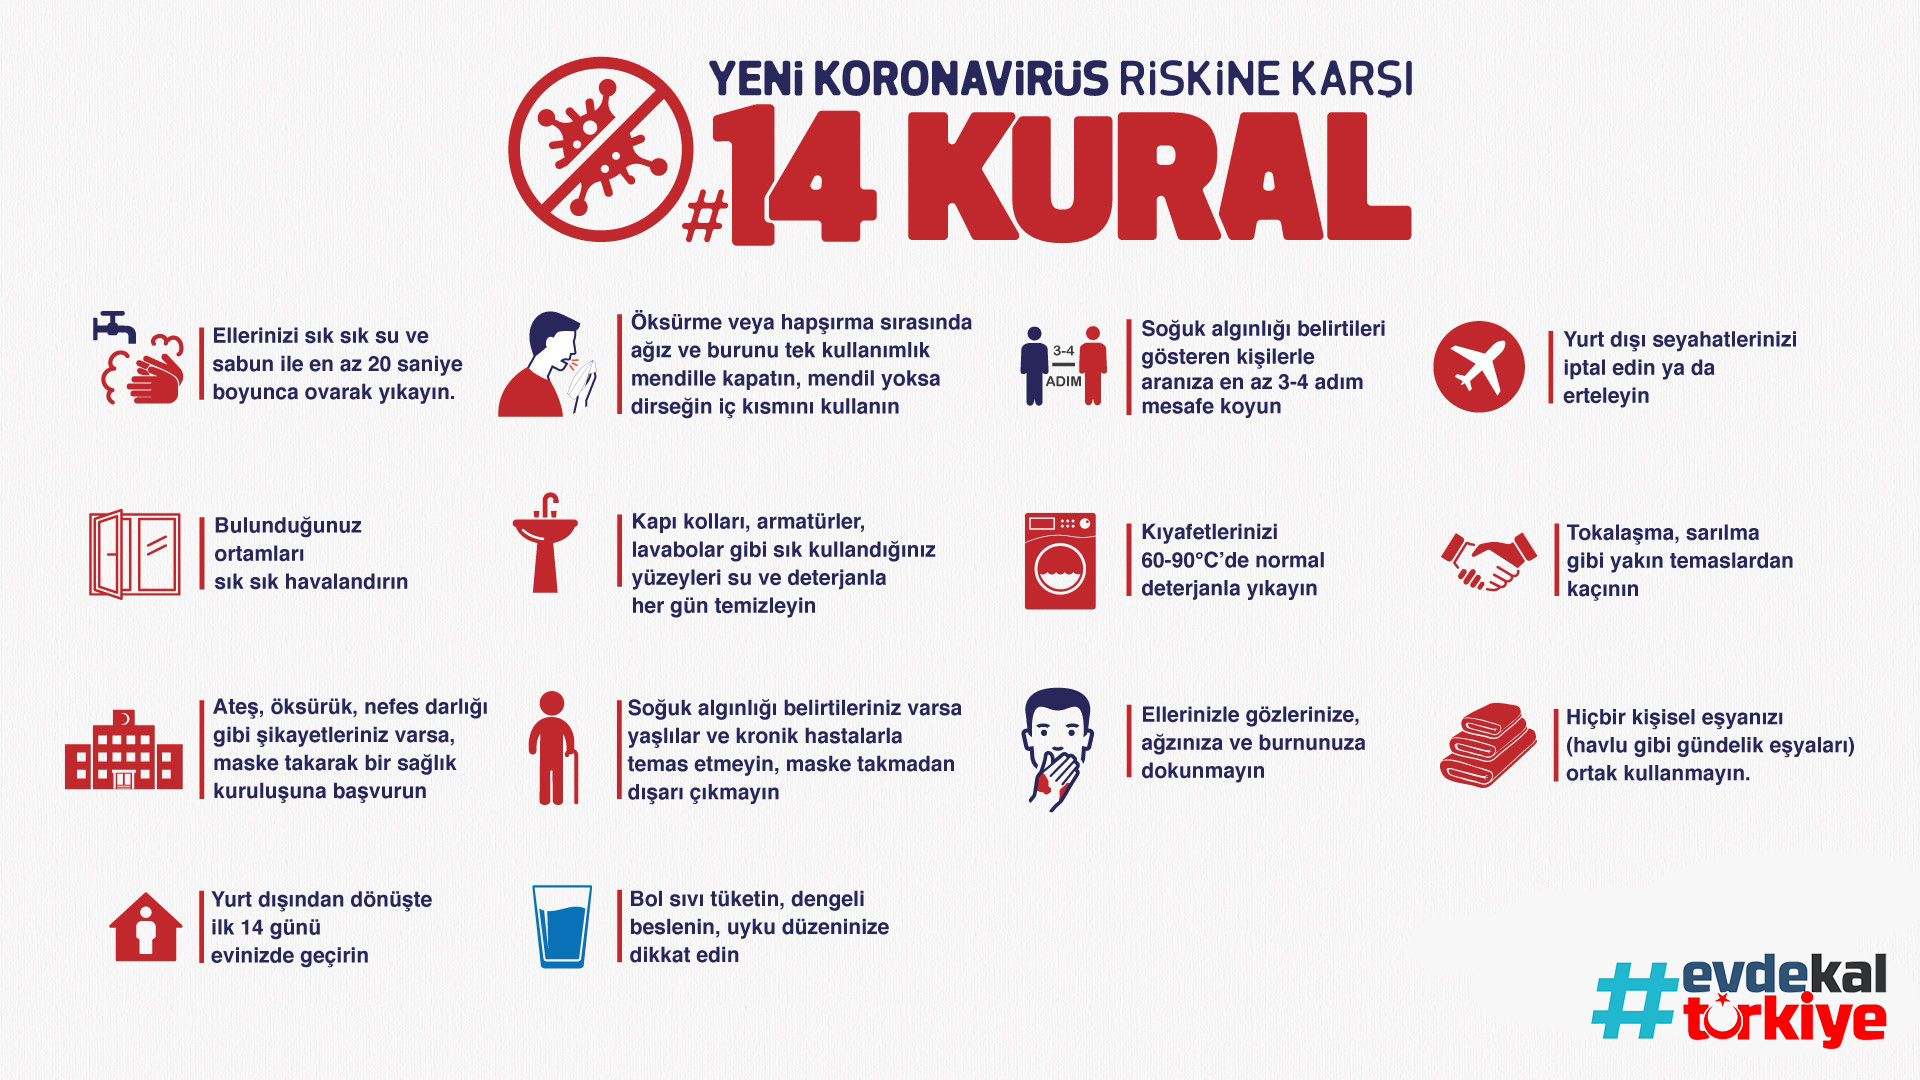 YENİ KORONAVİRÜS RİSKİNE KARŞI
#14 KURAL
Ellerinizi sık sık su ve
sabun ile en az 20 saniye
boyunca ovarak yıkayın.
Öksürme veya hapşırma sırasında
ağız ve burunu tek kullanımlık
mendille kapatın, mendil yoksa
dirseğin iç kısmını kullanın
3-4
ADIM
Soğuk algınlığı belirtileri
gösteren kişilerle
aranıza en az 3-4 adım
mesafe koyun
Yurt dışı seyahatlerinizi
iptal edin ya da
erteleyin
Bulunduğunuz
ortamları
sık sık havalandırın
Kapı kolları, armatürler,
lavabolar gibi sık kullandığınız
yüzeyleri su ve deterjanla
her gün temizleyin
Kıyafetlerinizi
60-90°C’de normal
deterjanla yıkayın
Tokalaşma, sarılma
gibi yakın temaslardan
kaçının
Ateş, öksürük, nefes darlığı
gibi şikayetleriniz varsa,
maske takarak bir sağlık
kuruluşuna başvurun
Soğuk algınlığı belirtileriniz varsa
yaşlılar ve kronik hastalarla
temas etmeyin, maske takmadan
dışarı çıkmayın
Ellerinizle gözlerinize,
ağzınıza ve burnunuza
dokunmayın
Hiçbir kişisel eşyanızı
(havlu gibi gündelik eşyaları)
ortak kullanmayın.
Yurt dışından dönüşte
ilk 14 günü
evinizde geçirin
Bol sıvı tüketin, dengeli
beslenin, uyku düzeninize
dikkat edin
#evdekal
türkiye